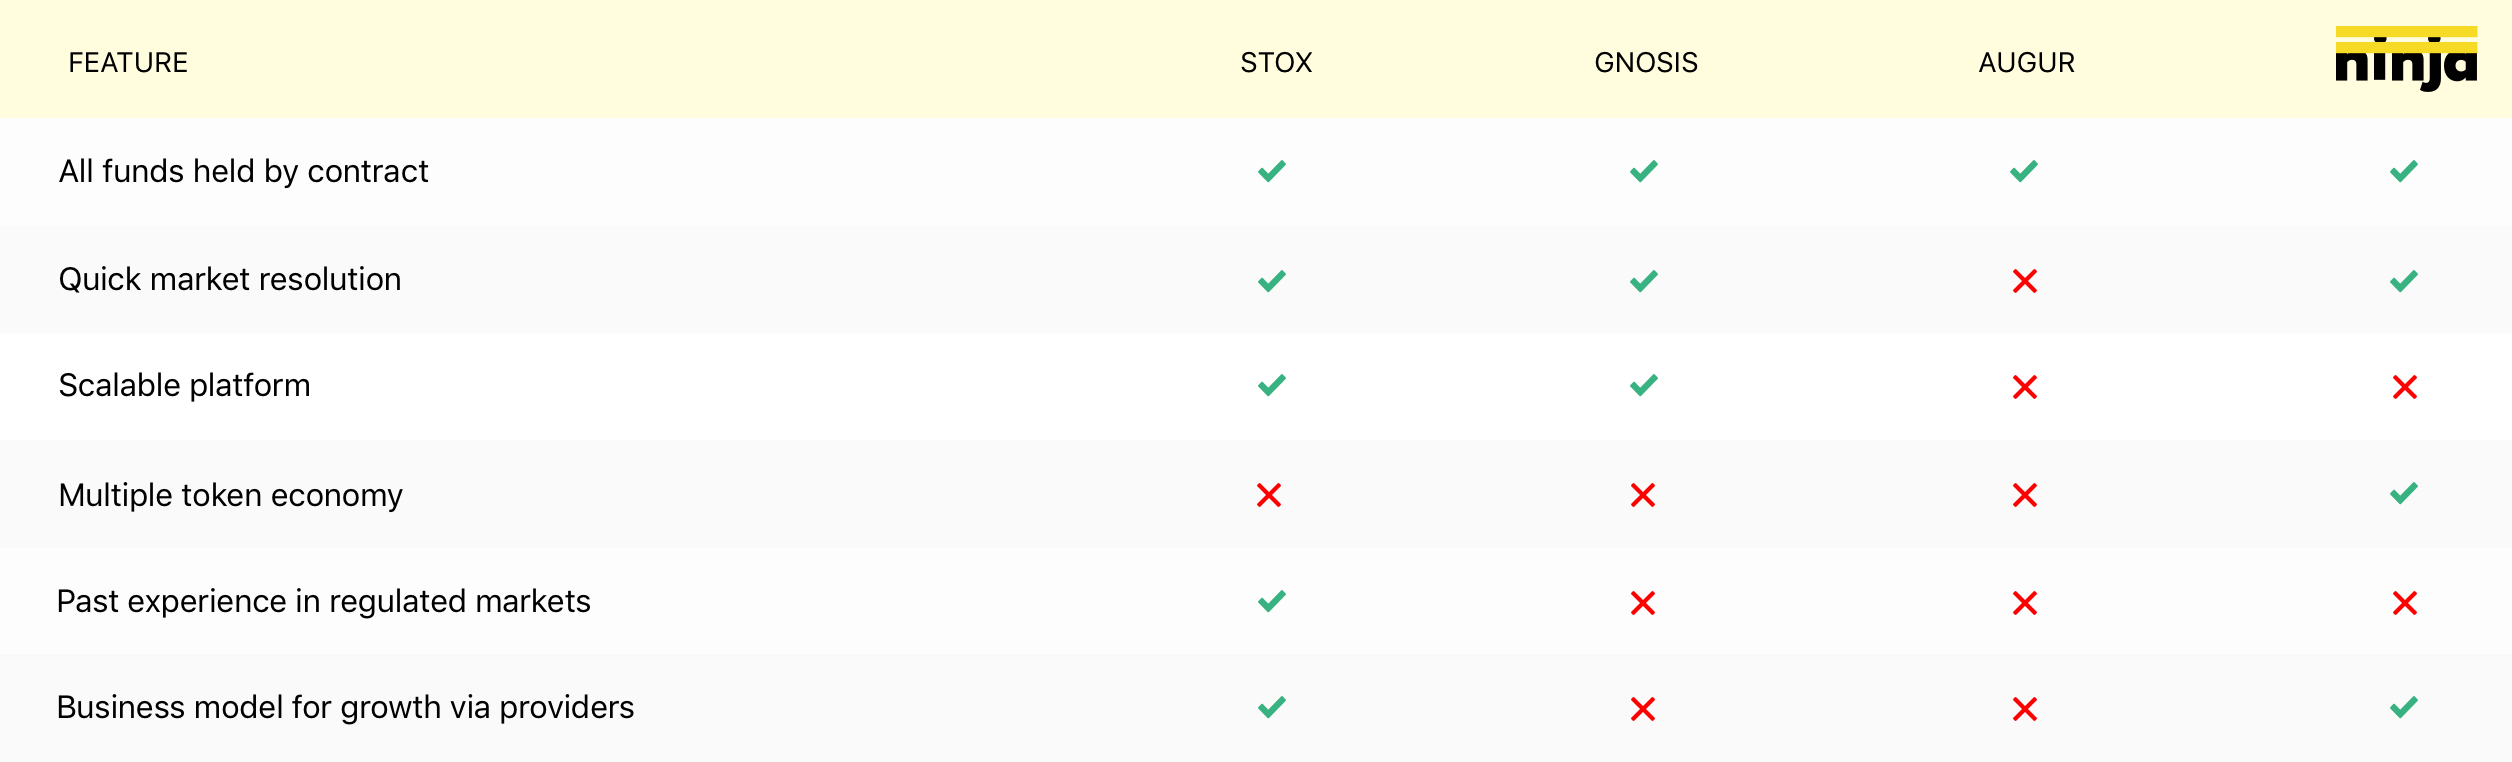 FEATURE STOX GNOSIS AUGUR ninja
All funds held by contract
Quick market resolution
Scalable platform
Multiple token economy
Past experience in regulated markets
Business model for growth via providers